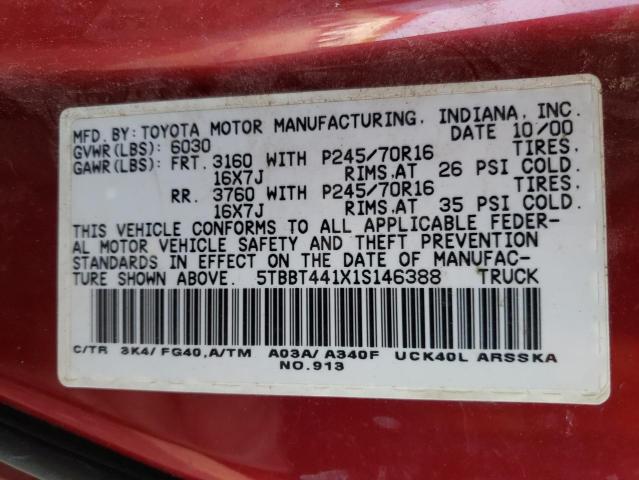 MFD. BY: TOYOTA MOTOR MANUFACTURING, INDIANA, INC.
GVWR (LBS): 6030 DATE 10/00
GAWR (LBS): FRT. 3160 WITH P245/70R16 TIRES,
16X7J RIMS, AT 26 PSI COLD.
RR. 3760 WITH P245/70R16 TIRES,
16X7J RIMS, AT 35 PSI COLD.
THIS VEHICLE CONFORMS TO ALL APPLICABLE FEDER-
AL MOTOR VEHICLE SAFETY AND THEFT PREVENTION
STANDARDS IN EFFECT ON THE DATE OF MANUFAC-
TURE SHOWN ABOVE. 5TBBT441X1S146388 TRUCK
C/TR 3K4/ FG40, A/TM A03A/ A340F UCK40L ARSSKA
NO. 913